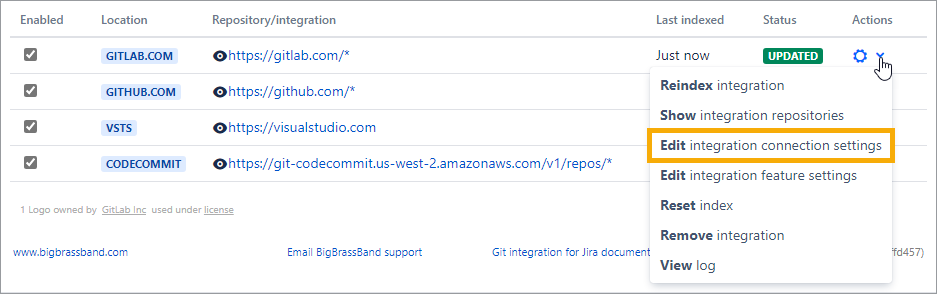 Enabled Location Repository/integration Last indexed Status Actions
GITLAB.COM https://gitlab.com/* Just now UPDATED
GITHUB.COM https://github.com/*
VSTS https://visualstudio.com
CODECOMMIT https://git-codecommit.us-west-2.amazonaws.com/v1/repos/*
Reindex integration
Show integration repositories
Edit integration connection settings
Edit integration feature settings
Reset index
Remove integration
View log
1 Logo owned by GitLab Inc used under license
www.bigbrassband.com Email BigBrassBand support Git integration for Jira document ffd457)